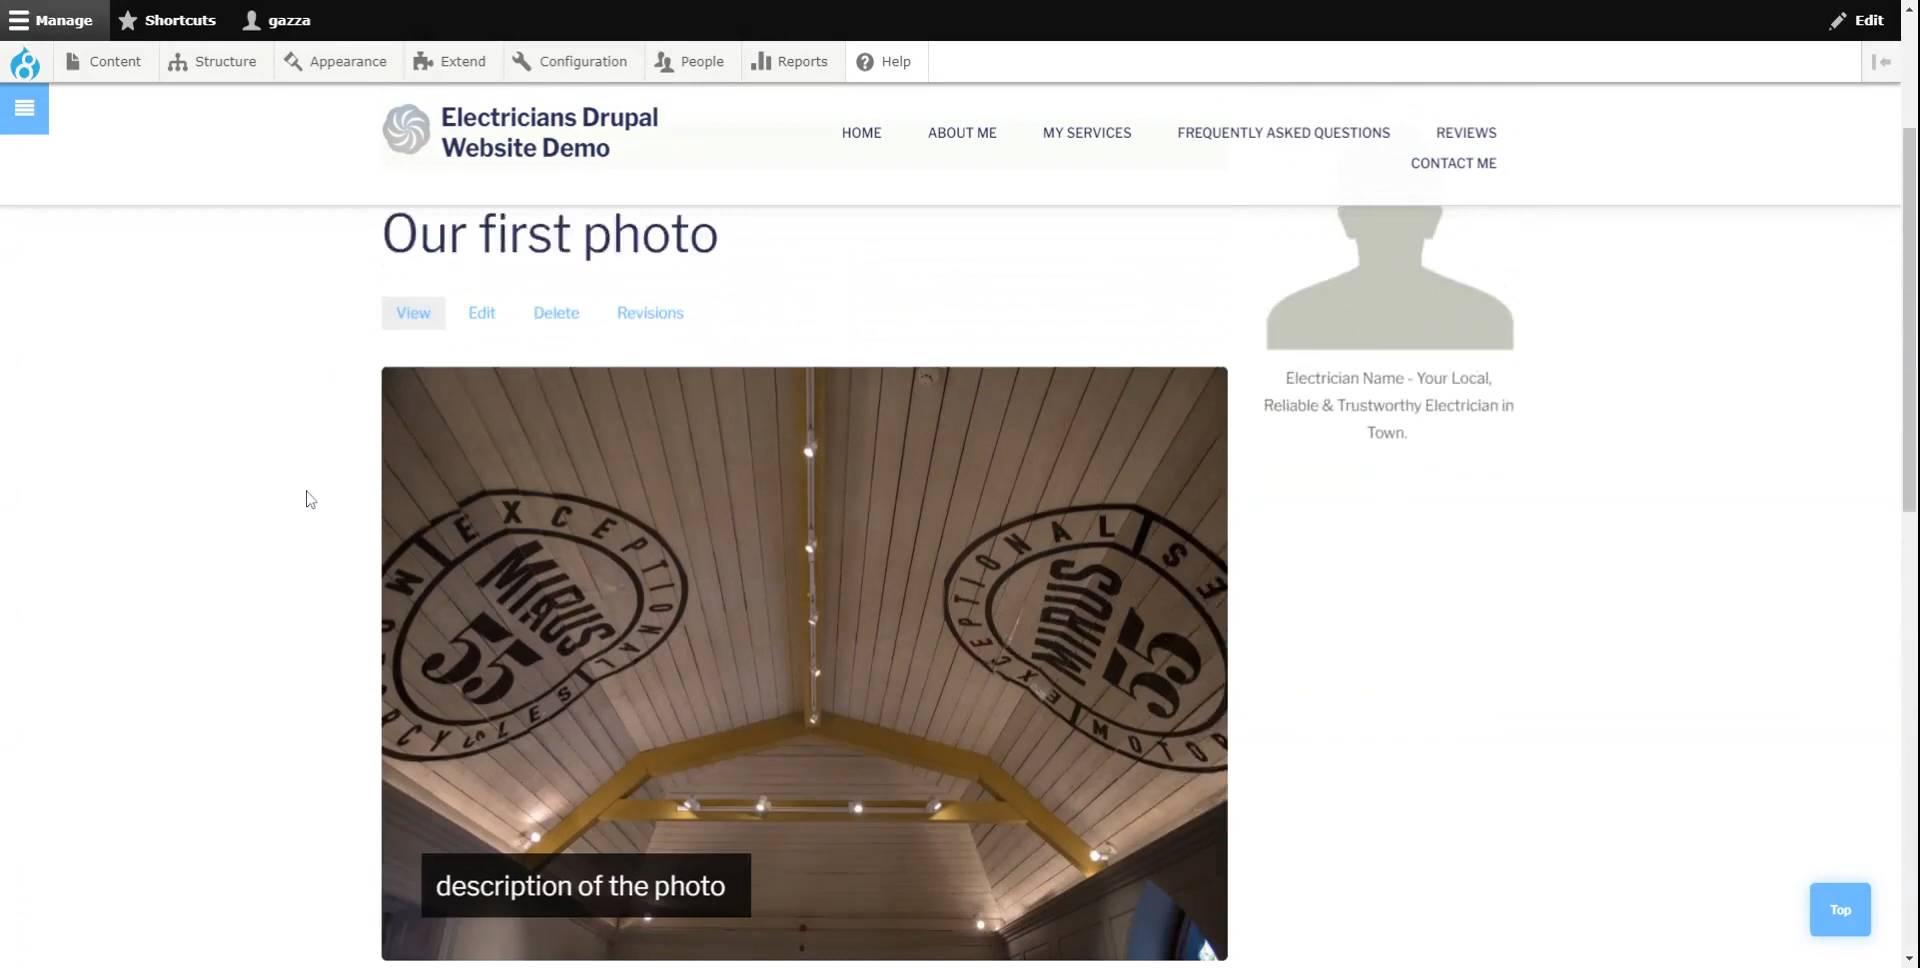 Manage Shortcuts gazza Edit
Content Structure Appearance Extend Configuration People Reports Help
Electricians Drupal
Website Demo
HOME ABOUT ME MY SERVICES FREQUENTLY ASKED QUESTIONS REVIEWS
CONTACT ME
Our first photo
View Edit Delete Revisions
Electrician Name - Your Local,
Reliable & Trustworthy Electrician in
Town.
EXCEPTIONAL
MIRUS
55
EXCEPTIONAL
MIRUS
55
MOTOR
description of the photo
Top